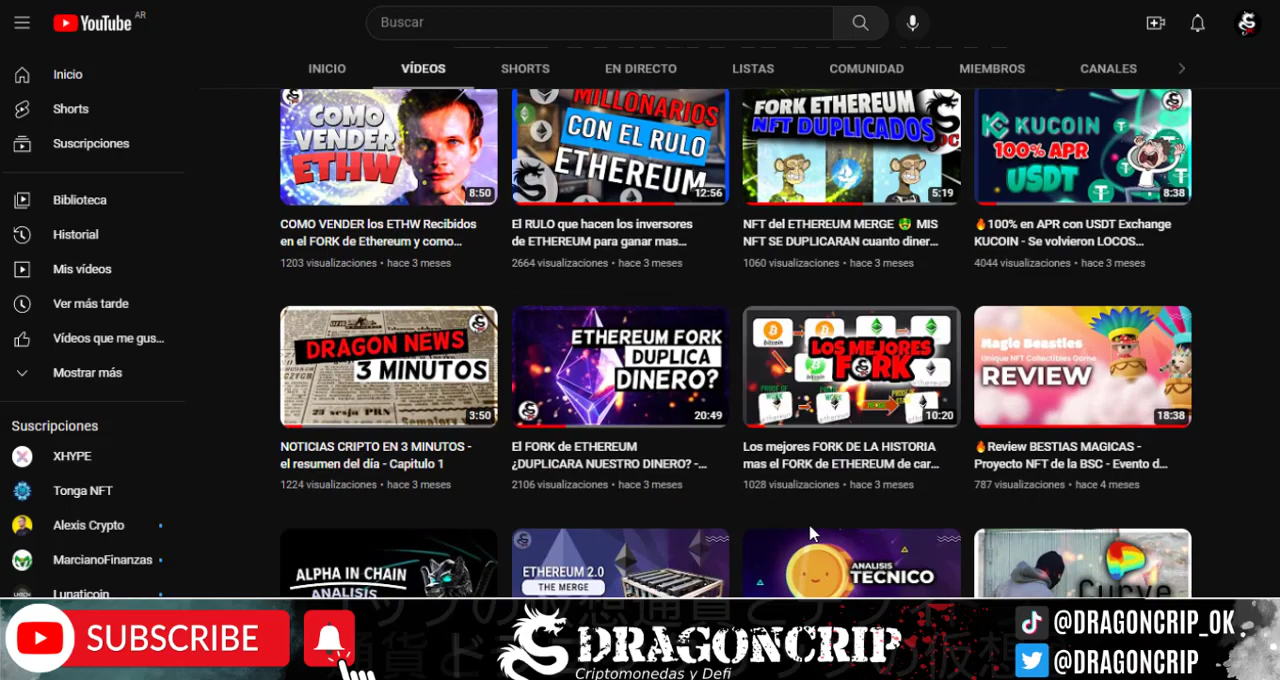 YouTube AR
Buscar
INICIO
VÍDEOS
SHORTS
EN DIRECTO
LISTAS
COMUNIDAD
MIEMBROS
CANALES
Inicio
Shorts
Suscripciones
Biblioteca
Historial
Mis vídeos
Ver más tarde
Vídeos que me gus...
Mostrar más
Suscripciones
XHYPE
Tonga NFT
Alexis Crypto
MarcianoFinanzas
Lunaticoin
COMO
VENDER
ETHW
8:50
COMO VENDER los ETHW Recibidos
en el FORK de Ethereum y como...
1203 visualizaciones • hace 3 meses
MILLONARIOS
CON EL RULO
ETHEREUM
12:56
El RULO que hacen los inversores
de ETHEREUM para ganar mas...
2664 visualizaciones • hace 3 meses
FORK ETHEREUM
NFT DUPLICADOS
5:19
NFT del ETHEREUM MERGE 🤑 MIS
NFT SE DUPLICARAN cuanto diner...
1060 visualizaciones • hace 3 meses
KUCOIN
100% APR
USDT
8:38
🔥100% en APR con USDT Exchange
KUCOIN - Se volvieron LOCOS...
4044 visualizaciones • hace 3 meses
DRAGON NEWS
3 MINUTOS
3:50
NOTICIAS CRIPTO EN 3 MINUTOS -
el resumen del día - Capitulo 1
1224 visualizaciones • hace 3 meses
ETHEREUM FORK
DUPLICA
DINERO?
20:49
El FORK de ETHEREUM
¿DUPLICARA NUESTRO DINERO? -...
2106 visualizaciones • hace 3 meses
LOS MEJORES
FORK
10:20
Los mejores FORK DE LA HISTORIA
mas el FORK de ETHEREUM de car...
1028 visualizaciones • hace 3 meses
Magic Beasties
Unique NFT Collectibles Game
REVIEW
18:38
🔥Review BESTIAS MAGICAS -
Proyecto NFT de la BSC - Evento d...
787 visualizaciones • hace 4 meses
ALPHA IN CHAIN
ANALISIS
ETHEREUM 2.0
THE MERGE
ANALISIS
TECNICO
Curve
SUBSCRIBE
DRAGONCRIP
Criptomonedas y Defi
@DRAGONCRIP_OK
@DRAGONCRIP